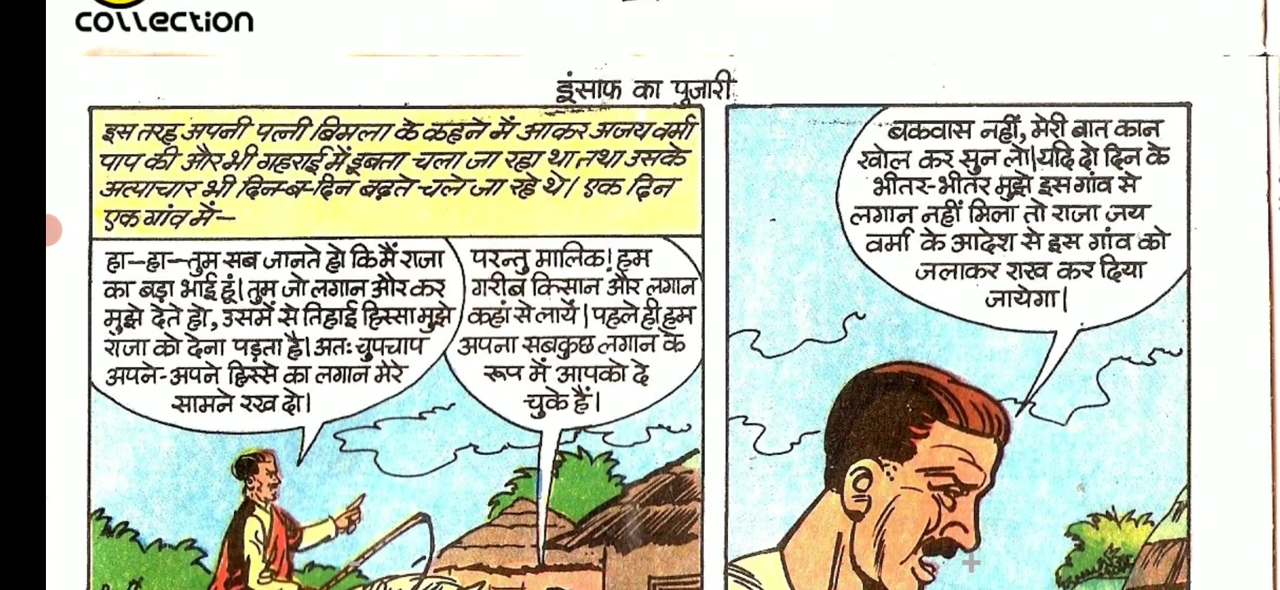 collection
इंसाफ का पुजारी
इस तरह अपनी पत्नी बिमला के कहने में आकर अजय वर्मा
पाप की और भी गहराई में डूबता चला जा रहा था तथा उसके
अत्याचार भी दिन-ब-दिन बढ़ते चले जा रहे थे। एक दिन
एक गांव में—
हा-हा-तुम सब जानते हो कि मैं राजा
का बड़ा भाई हूं। तुम जो लगान और कर
मुझे देते हो, उसमें से तिहाई हिस्सा मुझे
राजा को देना पड़ता है। अतः चुपचाप
अपने-अपने हिस्से का लगान मेरे
सामने रख दो।
परन्तु मालिक! हम
गरीब किसान और लगान
कहां से लायें। पहले ही हम
अपना सबकुछ लगान के
रूप में आपको दे
चुके हैं।
बकवास नहीं, मेरी बात कान
खोल कर सुन लो। यदि दो दिन के
भीतर-भीतर मुझे इस गांव से
लगान नहीं मिला तो राजा जय
वर्मा के आदेश से इस गांव को
जलाकर राख कर दिया
जायेगा।